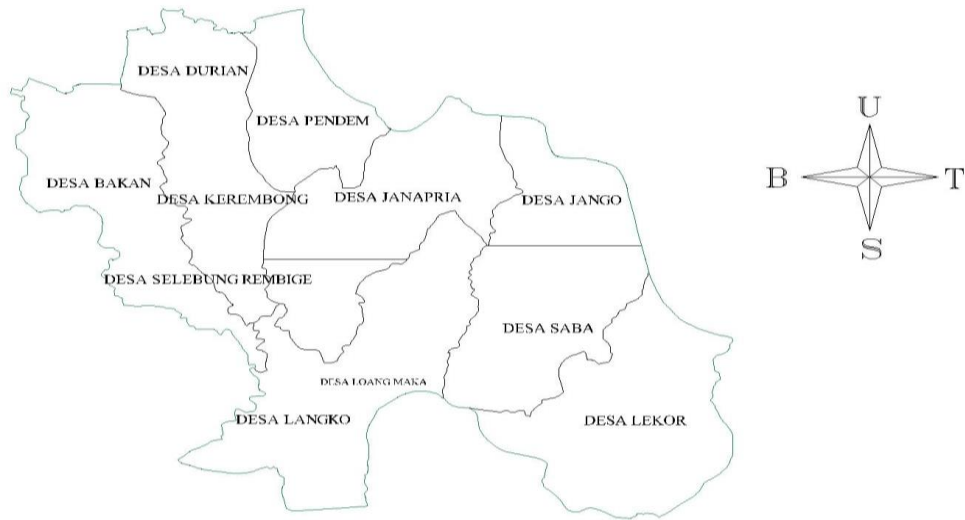 DESA DURIAN
DESA PENDEM
DESA BAKAN
DESA KEREMBONG
DESA JANAPRIA
DESA JANGO
DESA SELEBUNG REMBIGE
DESA SABA
DESA LOANG MAKA
DESA LANGKO
DESA LEKOR
U
B
T
S